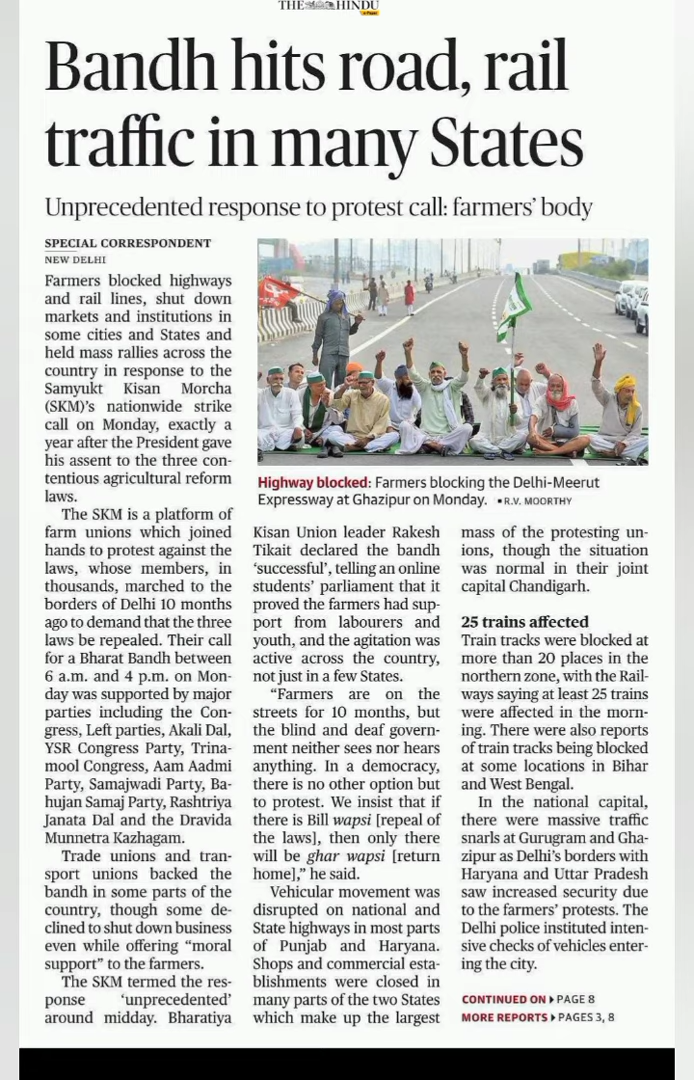 THE HINDU
e-Paper
Bandh hits road, rail
traffic in many States
Unprecedented response to protest call: farmers’ body
SPECIAL CORRESPONDENT
NEW DELHI
Farmers blocked highways
and rail lines, shut down
markets and institutions in
some cities and States and
held mass rallies across the
country in response to the
Samyukt Kisan Morcha
(SKM)’s nationwide strike
call on Monday, exactly a
year after the President gave
his assent to the three con-
tentious agricultural reform
laws.
The SKM is a platform of
farm unions which joined
hands to protest against the
laws, whose members, in
thousands, marched to the
borders of Delhi 10 months
ago to demand that the three
laws be repealed. Their call
for a Bharat Bandh between
6 a.m. and 4 p.m. on Mon-
day was supported by major
parties including the Con-
gress, Left parties, Akali Dal,
YSR Congress Party, Trina-
mool Congress, Aam Aadmi
Party, Samajwadi Party, Ba-
hujan Samaj Party, Rashtriya
Janata Dal and the Dravida
Munnetra Kazhagam.
Trade unions and tran-
sport unions backed the
bandh in some parts of the
country, though some de-
clined to shut down business
even while offering “moral
support” to the farmers.
The SKM termed the res-
ponse ‘unprecedented’
around midday. Bharatiya
Highway blocked: Farmers blocking the Delhi-Meerut
Expressway at Ghazipur on Monday. ▪ R.V. MOORTHY
Kisan Union leader Rakesh
Tikait declared the bandh
‘successful’, telling an online
students’ parliament that it
proved the farmers had sup-
port from labourers and
youth, and the agitation was
active across the country,
not just in a few States.
“Farmers are on the
streets for 10 months, but
the blind and deaf govern-
ment neither sees nor hears
anything. In a democracy,
there is no other option but
to protest. We insist that if
there is Bill wapsi [repeal of
the laws], then only there
will be ghar wapsi [return
home],” he said.
Vehicular movement was
disrupted on national and
State highways in most parts
of Punjab and Haryana.
Shops and commercial esta-
blishments were closed in
many parts of the two States
which make up the largest
mass of the protesting un-
ions, though the situation
was normal in their joint
capital Chandigarh.
25 trains affected
Train tracks were blocked at
more than 20 places in the
northern zone, with the Rail-
ways saying at least 25 trains
were affected in the morn-
ing. There were also reports
of train tracks being blocked
at some locations in Bihar
and West Bengal.
In the national capital,
there were massive traffic
snarls at Gurugram and Gha-
zipur as Delhi’s borders with
Haryana and Uttar Pradesh
saw increased security due
to the farmers’ protests. The
Delhi police instituted inten-
sive checks of vehicles enter-
ing the city.
CONTINUED ON ▸ PAGE 8
MORE REPORTS ▸ PAGES 3, 8